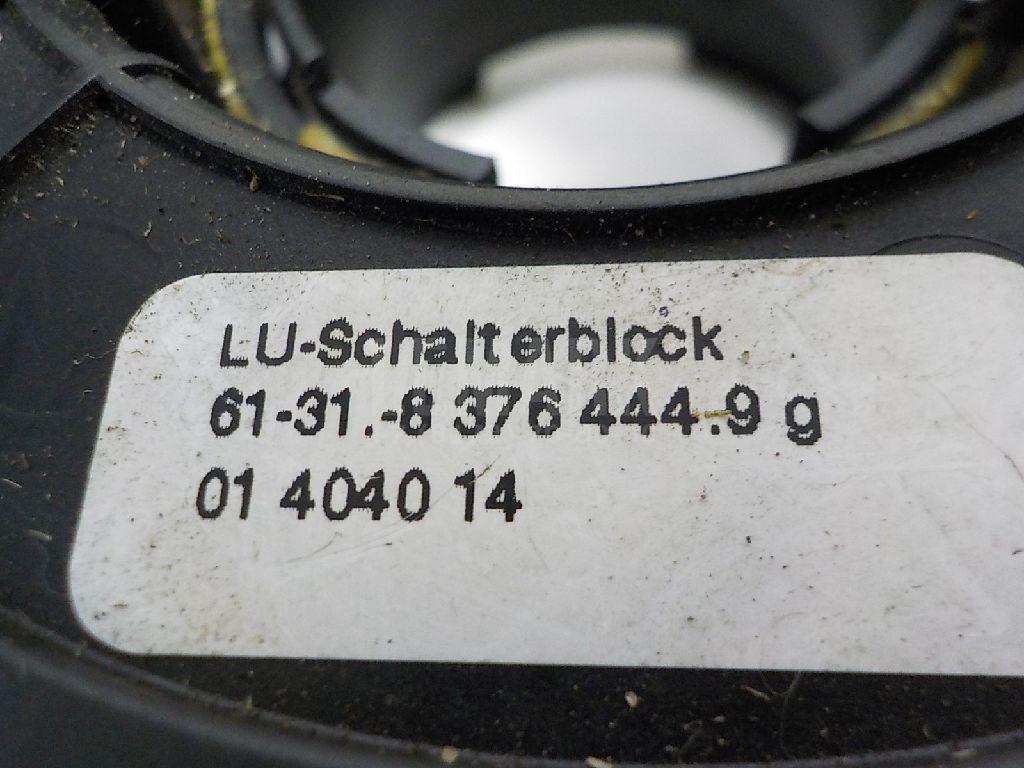 LU-Schalterblock
61-31.-8 376 444.9 g
01 4040 14